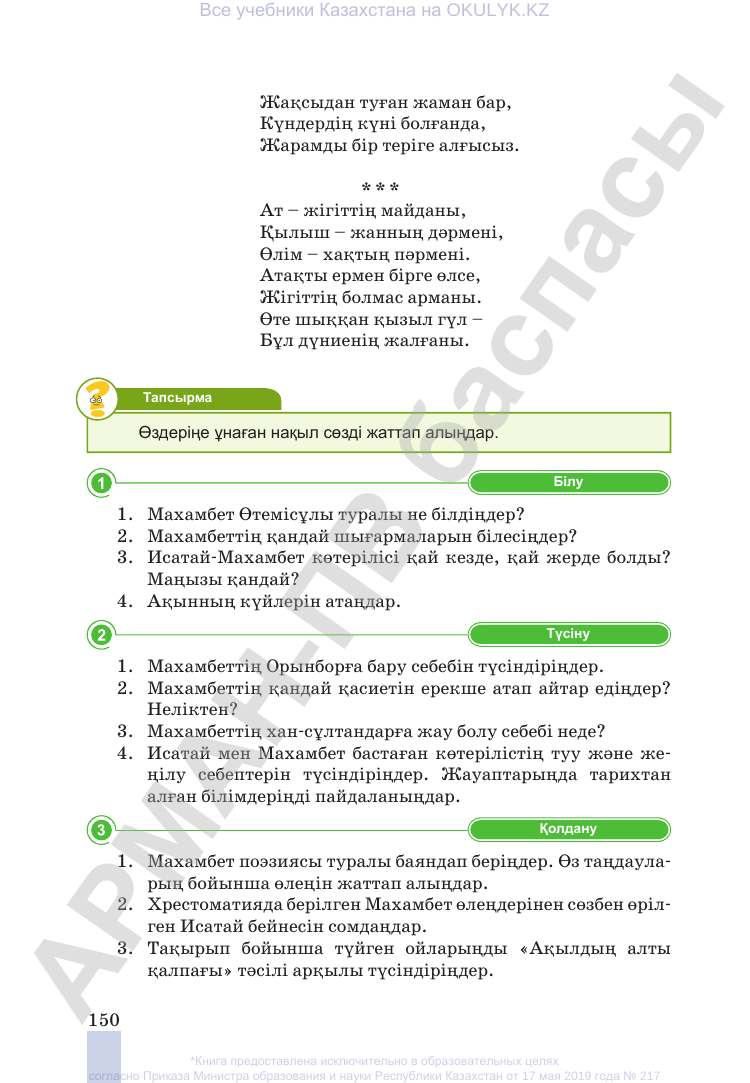 Все учебники Казахстана на OKULYK.KZ
Жақсыдан туған жаман бар,
Күндердің күні болғанда,
Жарамды бір теріге алғысыз.
* * *
Ат – жігіттің майданы,
Қылыш – жанның дәрмені,
Өлім – хақтың пәрмені.
Атақты ермен бірге өлсе,
Жігіттің болмас арманы.
Өте шыққан қызыл гүл –
Бұл дүниенің жалғаны.
Тапсырма
Өздеріңе ұнаған нақыл сөзді жаттап алыңдар.
1 Білу
1. Махамбет Өтемісұлы туралы не білдіңдер?
2. Махамбеттің қандай шығармаларын білесіңдер?
3. Исатай-Махамбет көтерілісі қай кезде, қай жерде болды?
Маңызы қандай?
4. Ақынның күйлерін атаңдар.
2 Түсіну
1. Махамбеттің Орынборға бару себебін түсіндіріңдер.
2. Махамбеттің қандай қасиетін ерекше атап айтар едіңдер?
Неліктен?
3. Махамбеттің хан-сұлтандарға жау болу себебі неде?
4. Исатай мен Махамбет бастаған көтерілістің туу және же-
ңілу себептерін түсіндіріңдер. Жауаптарыңда тарихтан
алған білімдеріңді пайдаланыңдар.
3 Қолдану
1. Махамбет поэзиясы туралы баяндап беріңдер. Өз таңдаула-
рың бойынша өлеңін жаттап алыңдар.
2. Хрестоматияда берілген Махамбет өлеңдерінен сөзбен өріл-
ген Исатай бейнесін сомдаңдар.
3. Тақырып бойынша түйген ойларыңды «Ақылдың алты
қалпағы» тәсілі арқылы түсіндіріңдер.
150
АРМАН-ПВ баспасы
*Книга предоставлена исключительно в образовательных целях
согласно Приказа Министра образования и науки Республики Казахстан от 17 мая 2019 года № 217